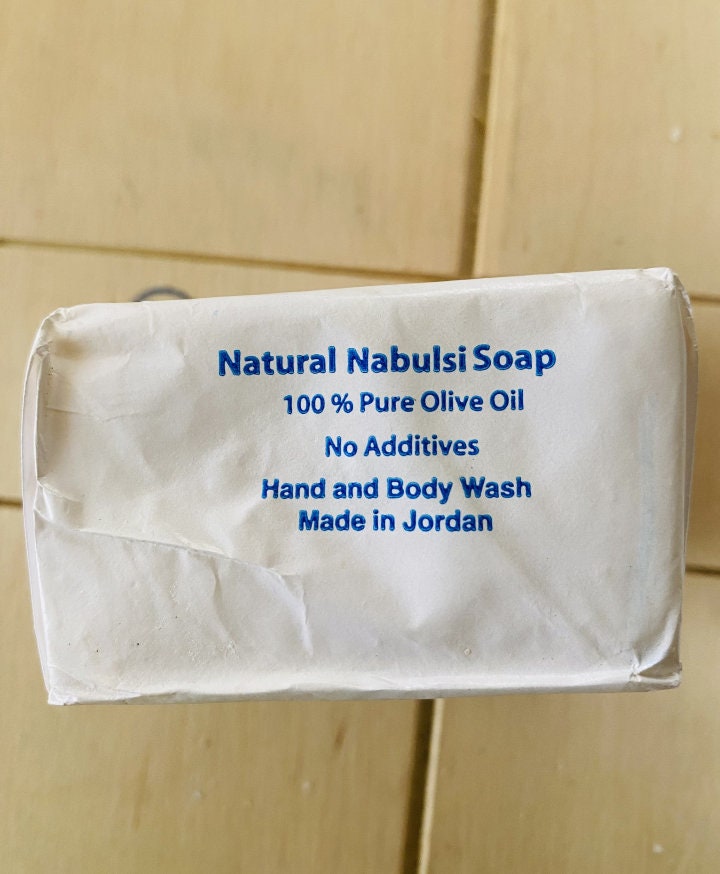 Natural Nabulsi Soap
100 % Pure Olive Oil
No Additives
Hand and Body Wash
Made in Jordan